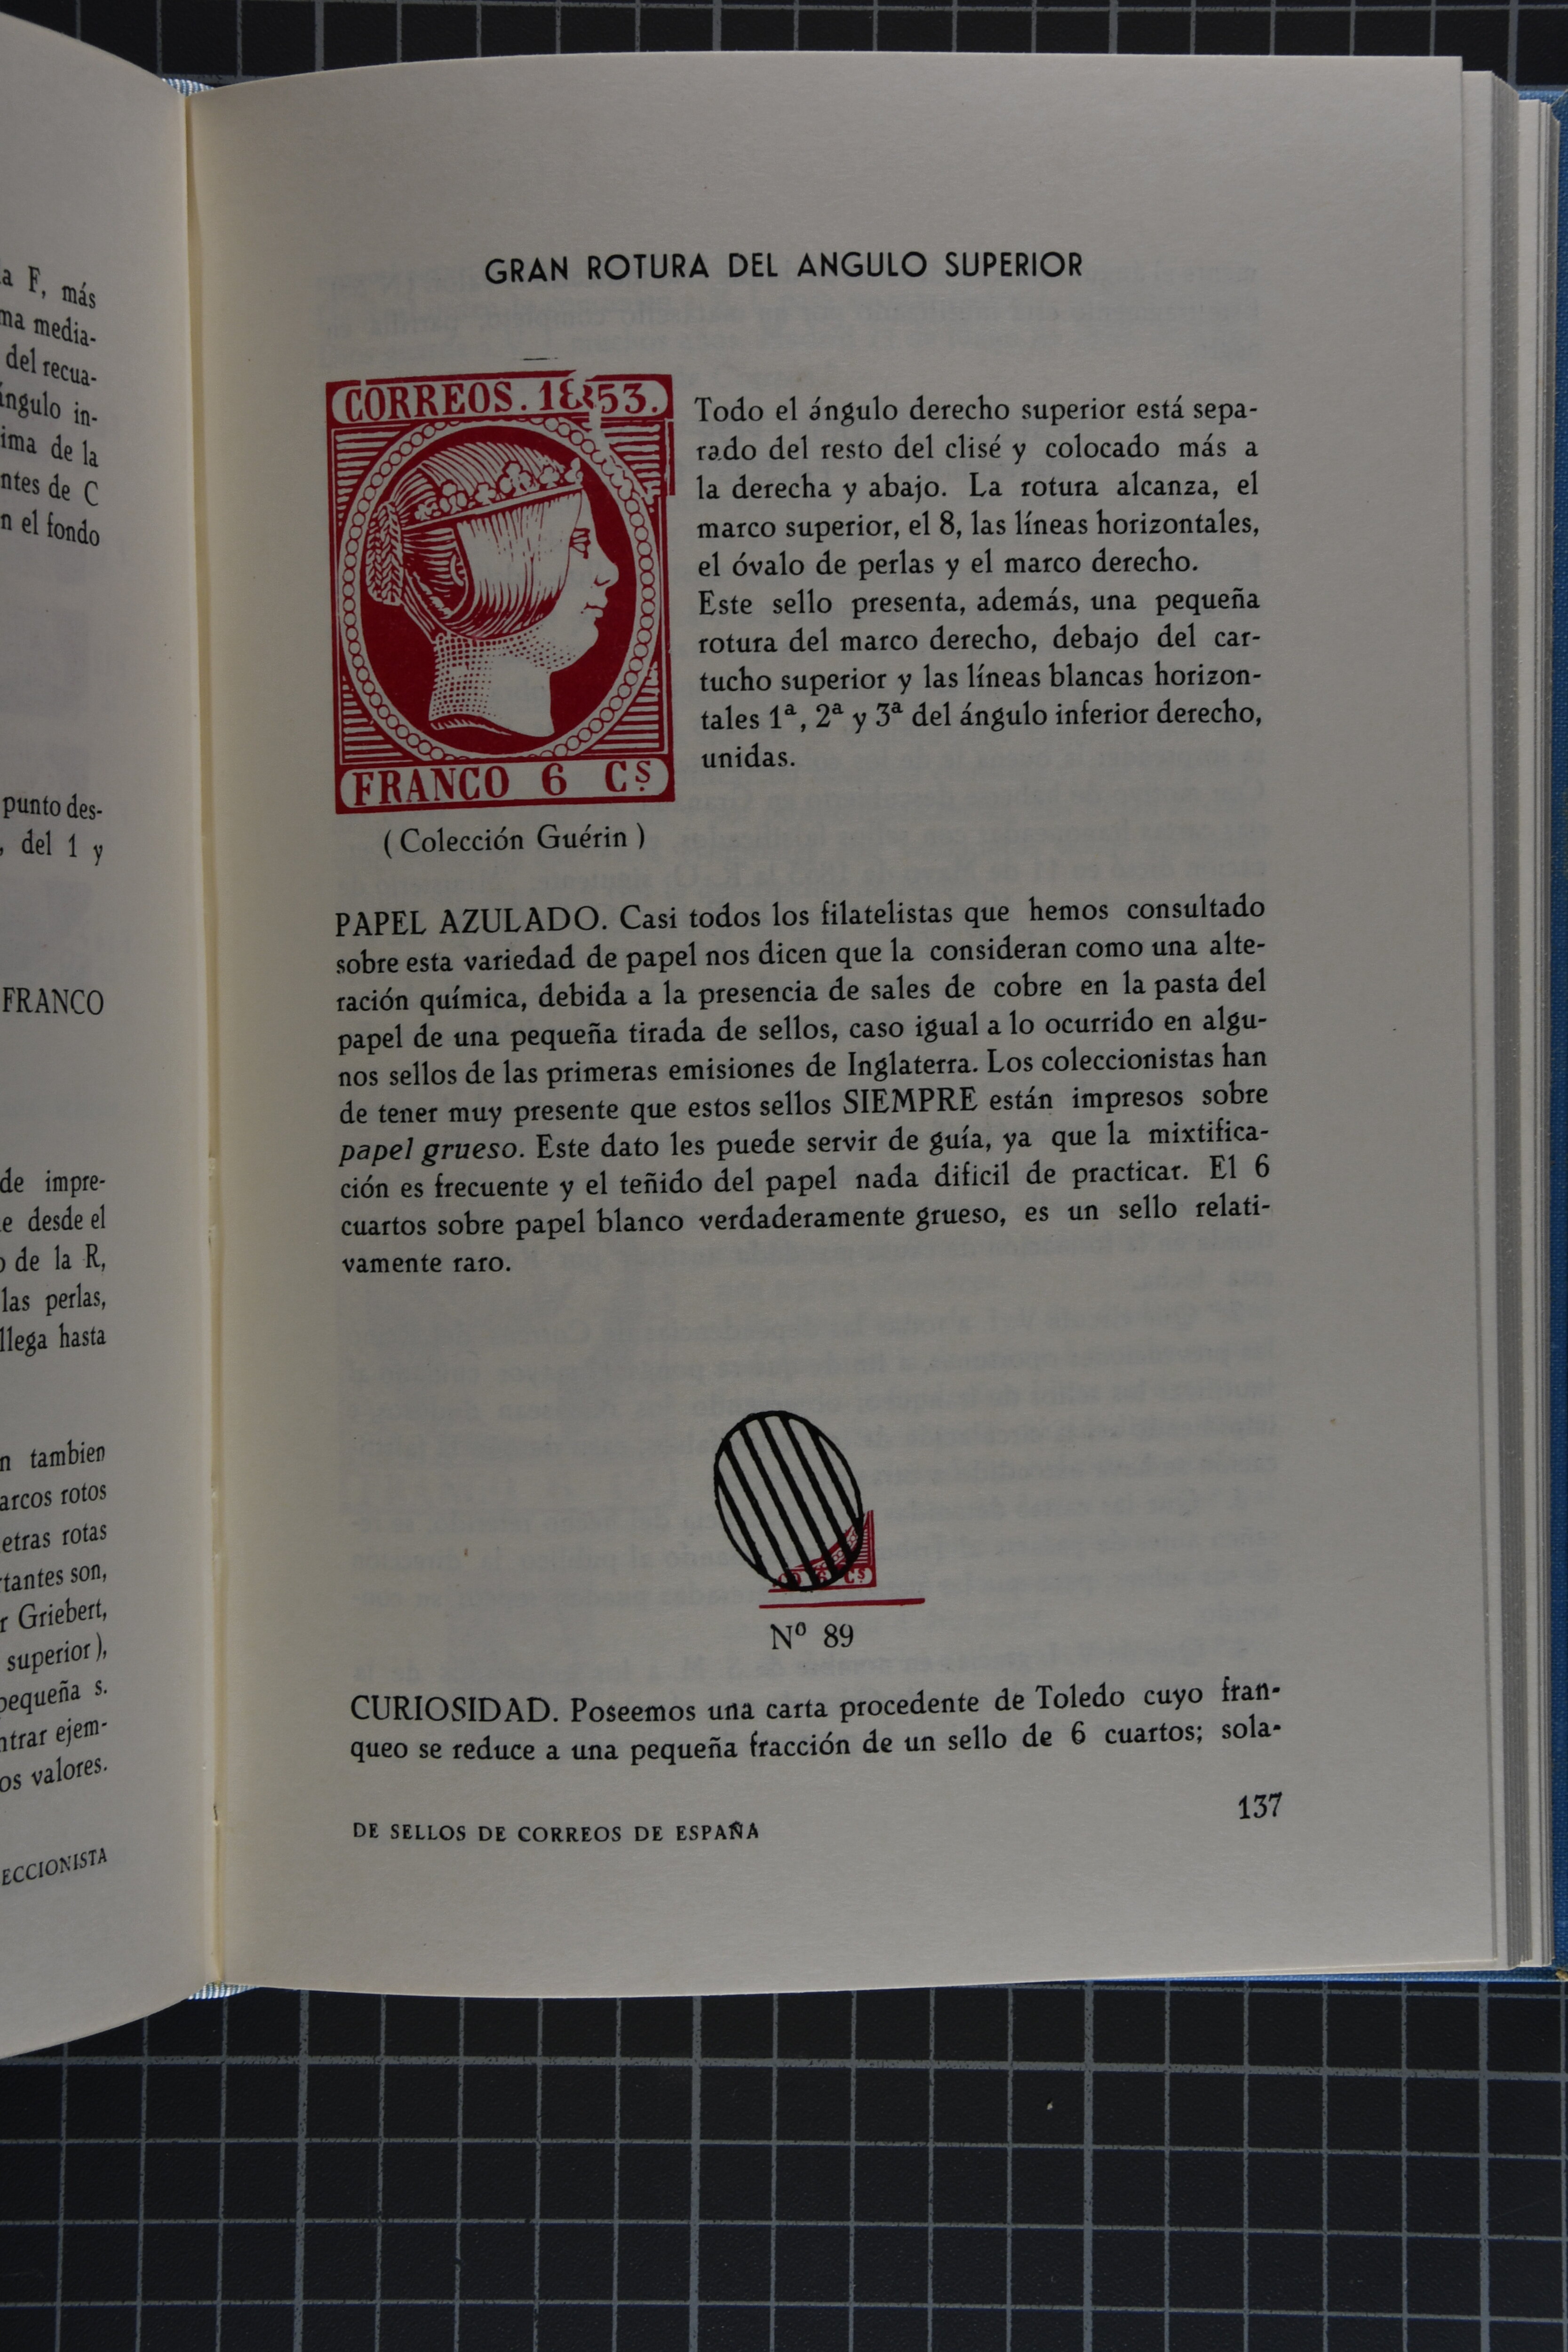 a F, más
ma media-
del recua-
ángulo in-
ima de la
ntes de C
n el fondo
punto des-
, del 1 y
FRANCO
de impre-
e desde el
o de la R,
las perlas,
llega hasta
n tambien
arcos rotos
etras rotas
rtantes son,
r Griebert,
superior),
pequeña s.
ntrar ejem-
os valores.
ECCIONISTA
GRAN ROTURA DEL ANGULO SUPERIOR
CORREOS. 1853.
FRANCO 6 Cs
(Colección Guérin)
Todo el ángulo derecho superior está sepa-
rado del resto del clisé y colocado más a
la derecha y abajo. La rotura alcanza, el
marco superior, el 8, las líneas horizontales,
el óvalo de perlas y el marco derecho.
Este sello presenta, además, una pequeña
rotura del marco derecho, debajo del car-
tucho superior y las líneas blancas horizon-
tales 1ª, 2ª y 3ª del ángulo inferior derecho,
unidas.
PAPEL AZULADO. Casi todos los filatelistas que hemos consultado
sobre esta variedad de papel nos dicen que la consideran como una alte-
ración química, debida a la presencia de sales de cobre en la pasta del
papel de una pequeña tirada de sellos, caso igual a lo ocurrido en algu-
nos sellos de las primeras emisiones de Inglaterra. Los coleccionistas han
de tener muy presente que estos sellos SIEMPRE están impresos sobre
papel grueso. Este dato les puede servir de guía, ya que la mixtifica-
ción es frecuente y el teñido del papel nada dificil de practicar. El 6
cuartos sobre papel blanco verdaderamente grueso, es un sello relati-
vamente raro.
Cs
Nº 89
CURIOSIDAD. Poseemos una carta procedente de Toledo cuyo fran-
queo se reduce a una pequeña fracción de un sello de 6 cuartos; sola-
DE SELLOS DE CORREOS DE ESPAÑA
137